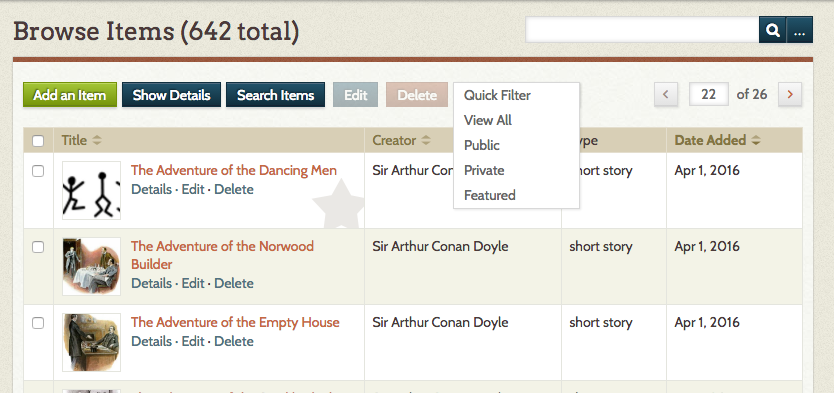 Browse Items (642 total)
...
Add an Item Show Details Search Items Edit Delete Quick Filter 22 of 26
View All
Public
Private
Featured
Title Creator Date Added
The Adventure of the Dancing Men Sir Arthur Apr 1, 2016
Details · Edit · Delete
The Adventure of the Norwood Sir Arthur Conan Doyle short story Apr 1, 2016
Builder
Details · Edit · Delete
The Adventure of the Empty House Sir Arthur Conan Doyle short story Apr 1, 2016
Details · Edit · Delete